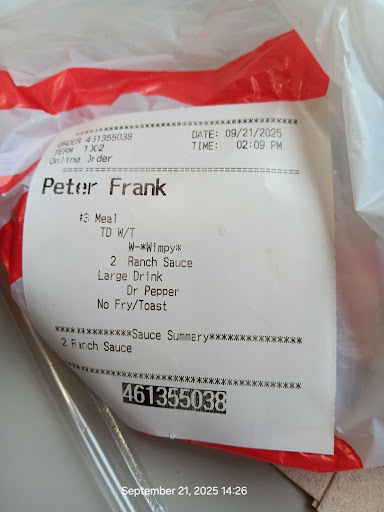 ****************************************
ORDER 461355038 DATE: 09/21/2025
TERM 1002 TIME: 02:09 PM
Online Order
========================================
Peter Frank
#3 Meal
TD W/T
W-*Wimpy*
2 Ranch Sauce
Large Drink
Dr Pepper
No Fry/Toast
************Sauce Summary***************
2 Ranch Sauce
****************************************
461355038
September 21, 2025 14:26